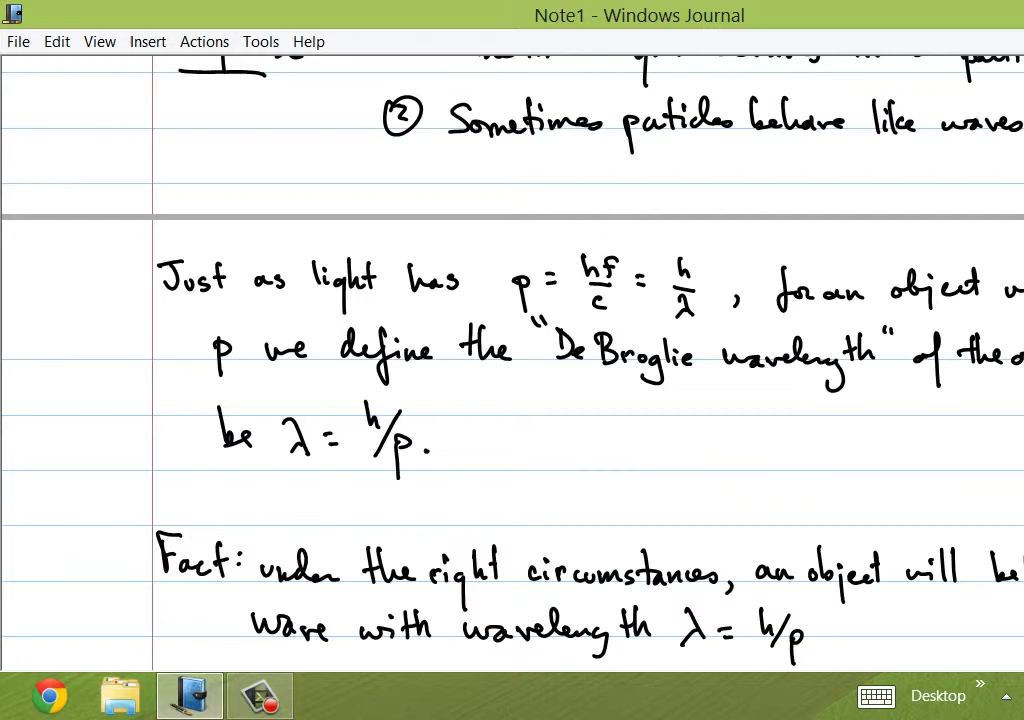 Note1 - Windows Journal
File Edit View Insert Actions Tools Help
② Sometimes particles behave like waves
Just as light has p = hf/c = h/λ, for an object
p we define the "De Broglie wavelength" of the
be λ = h/p.
Fact: under the right circumstances, an object will
wave with wavelength λ = h/p
Desktop